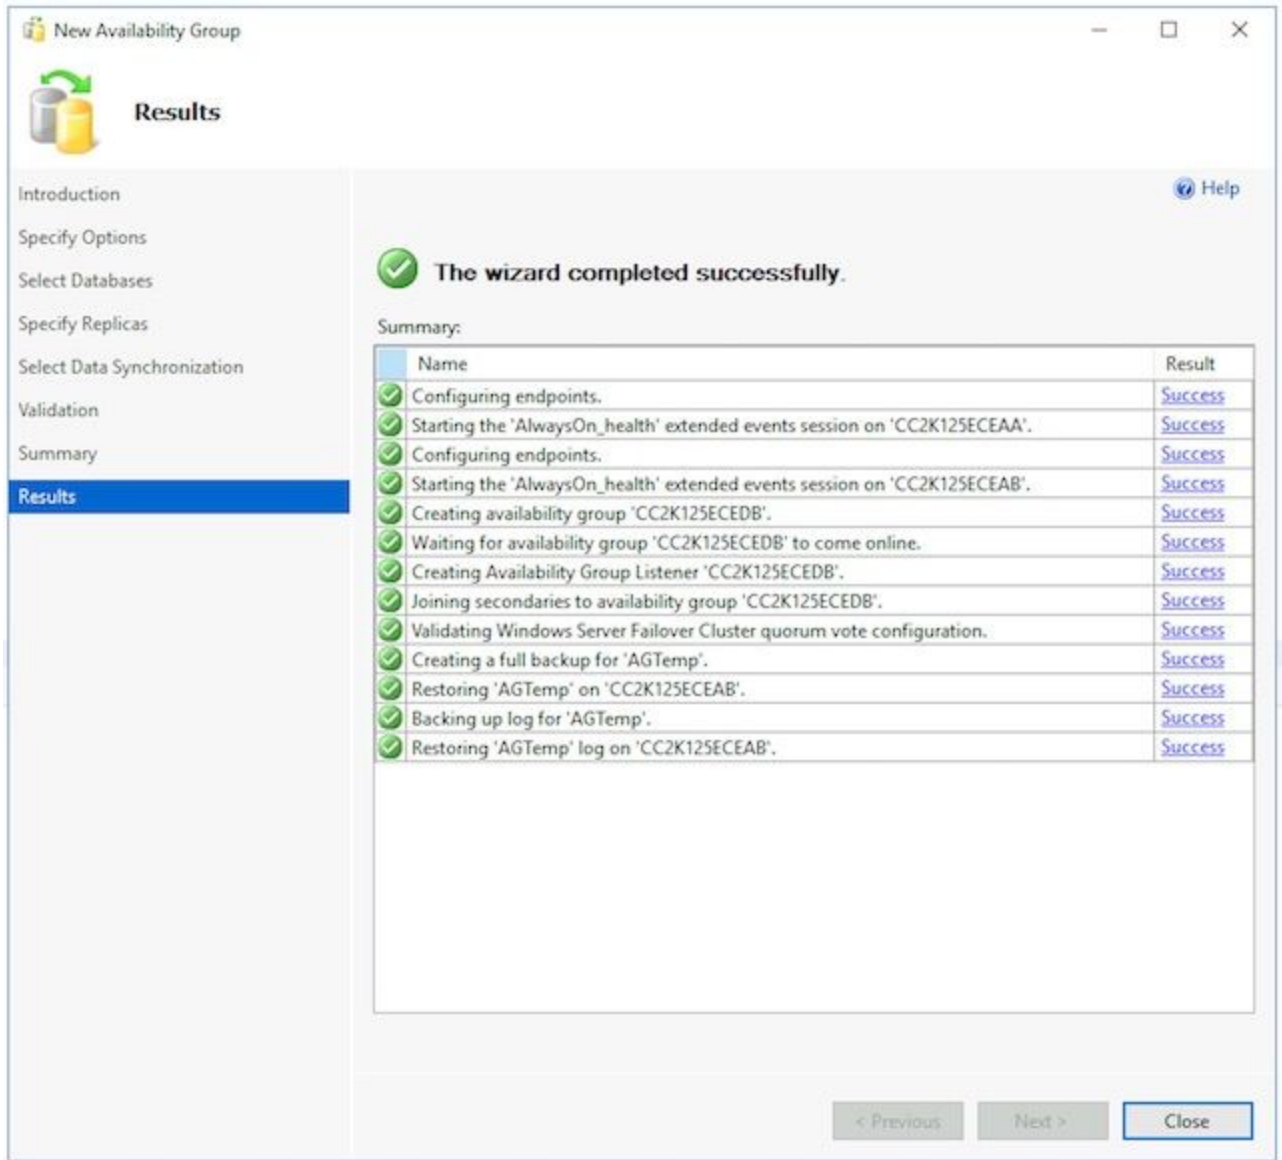 New Availability Group
Results
Introduction
Specify Options
Select Databases
Specify Replicas
Select Data Synchronization
Validation
Summary
Results
Help
The wizard completed successfully.
Summary:
Name Result
Configuring endpoints. Success
Starting the 'AlwaysOn_health' extended events session on 'CC2K125ECEAA'. Success
Configuring endpoints. Success
Starting the 'AlwaysOn_health' extended events session on 'CC2K125ECEAB'. Success
Creating availability group 'CC2K125ECEDB'. Success
Waiting for availability group 'CC2K125ECEDB' to come online. Success
Creating Availability Group Listener 'CC2K125ECEDB'. Success
Joining secondaries to availability group 'CC2K125ECEDB'. Success
Validating Windows Server Failover Cluster quorum vote configuration. Success
Creating a full backup for 'AGTemp'. Success
Restoring 'AGTemp' on 'CC2K125ECEAB'. Success
Backing up log for 'AGTemp'. Success
Restoring 'AGTemp' log on 'CC2K125ECEAB'. Success
< Previous Next > Close